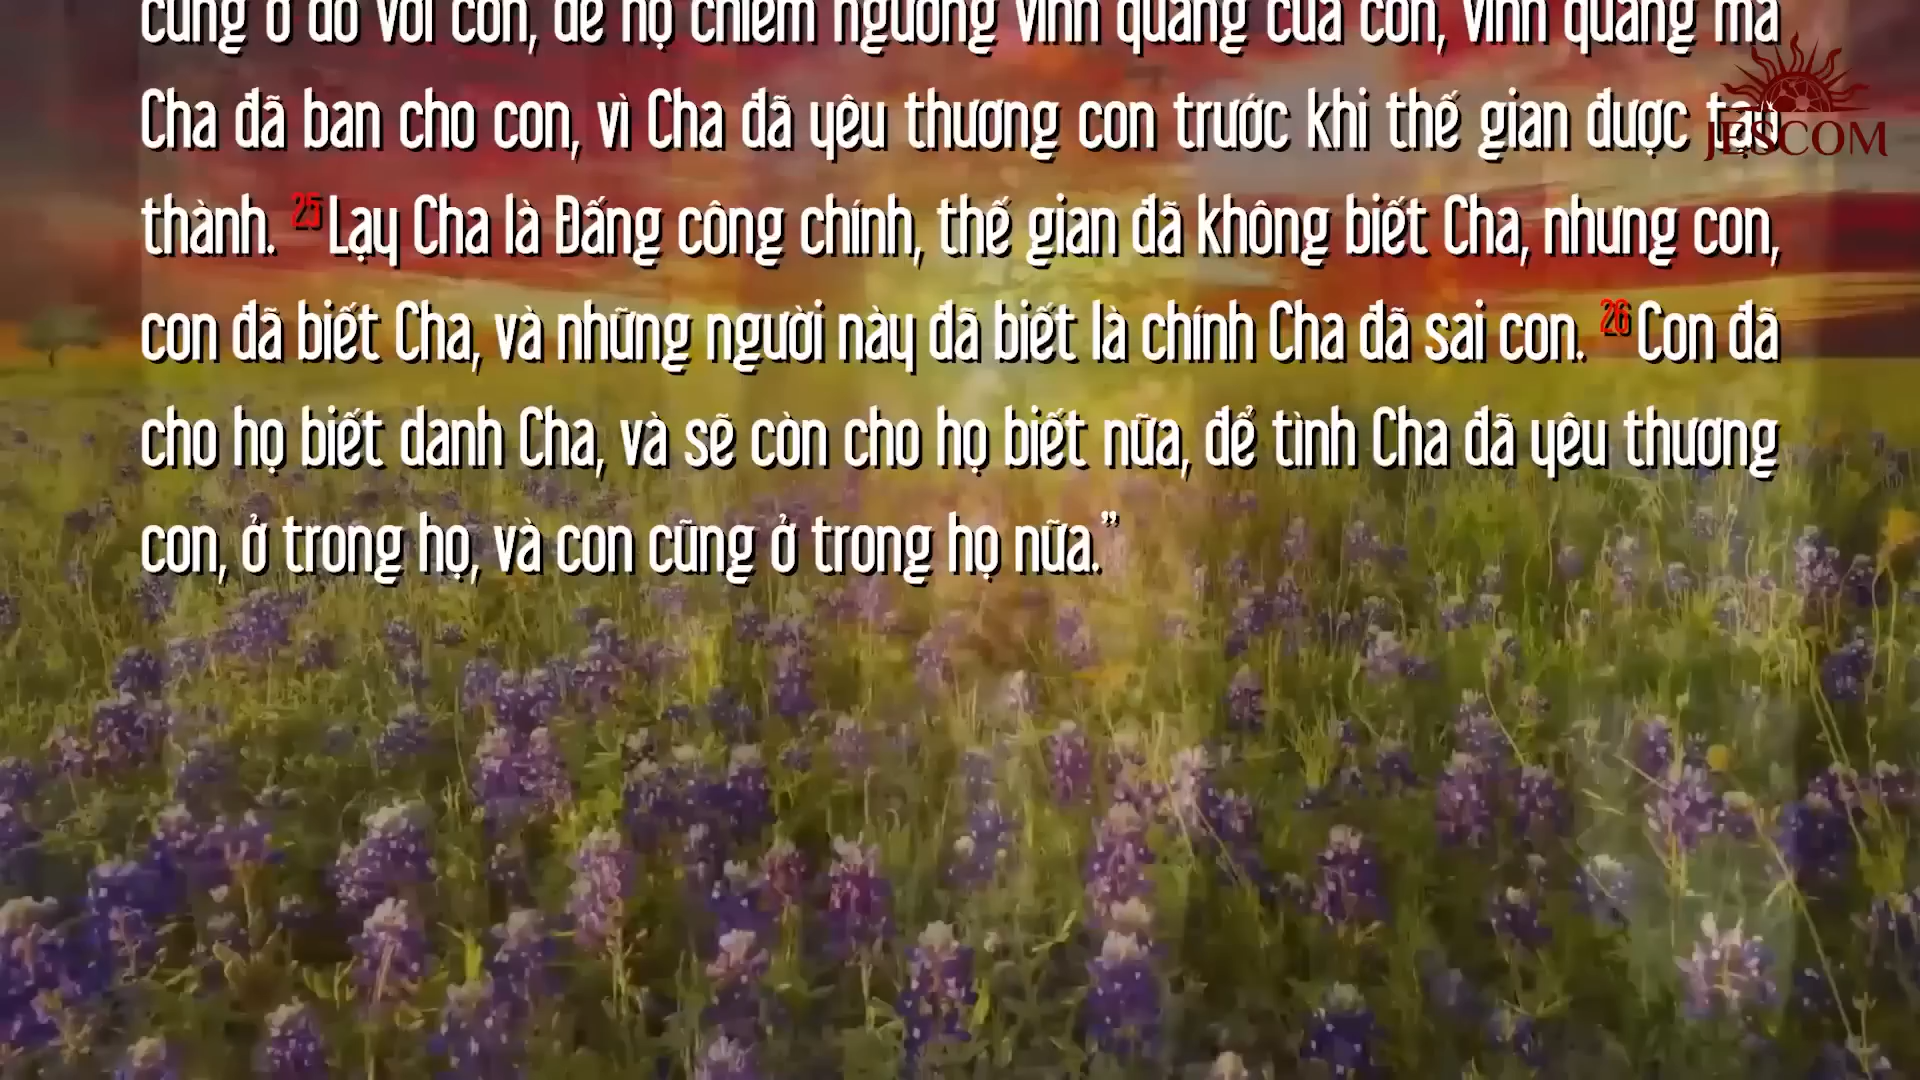 cũng ở đó với con, để họ chiêm ngưỡng vinh quang của con, vinh quang mà
Cha đã ban cho con, vì Cha đã yêu thương con trước khi thế gian được tạo
JESCOM
thành. 25 Lạy Cha là Đấng công chính, thế gian đã không biết Cha, nhưng con,
con đã biết Cha, và những người này đã biết là chính Cha đã sai con. 26 Con đã
cho họ biết danh Cha, và sẽ còn cho họ biết nữa, để tình Cha đã yêu thương
con, ở trong họ, và con cũng ở trong họ nữa.”